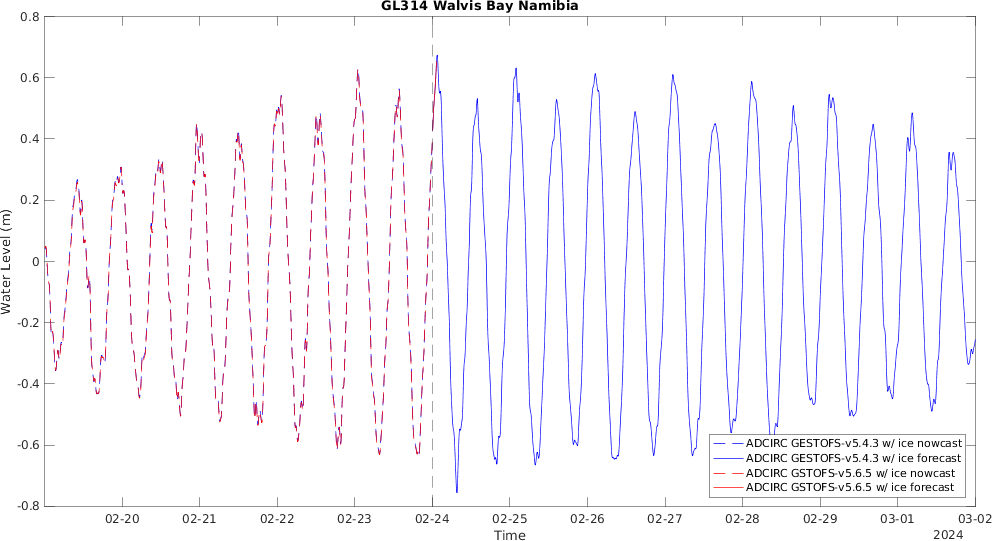 GL314 Walvis Bay Namibia
0.8
0.6
0.4
0.2
0
-0.2
-0.4
-0.6
-0.8
Water Level (m)
ADCIRC GESTOFS-v5.4.3 w/ ice nowcast
ADCIRC GESTOFS-v5.4.3 w/ ice forecast
ADCIRC GSTOFS-v5.6.5 w/ ice nowcast
ADCIRC GSTOFS-v5.6.5 w/ ice forecast
02-20 02-21 02-22 02-23 02-24 02-25 02-26 02-27 02-28 02-29 03-01 03-02
Time
2024